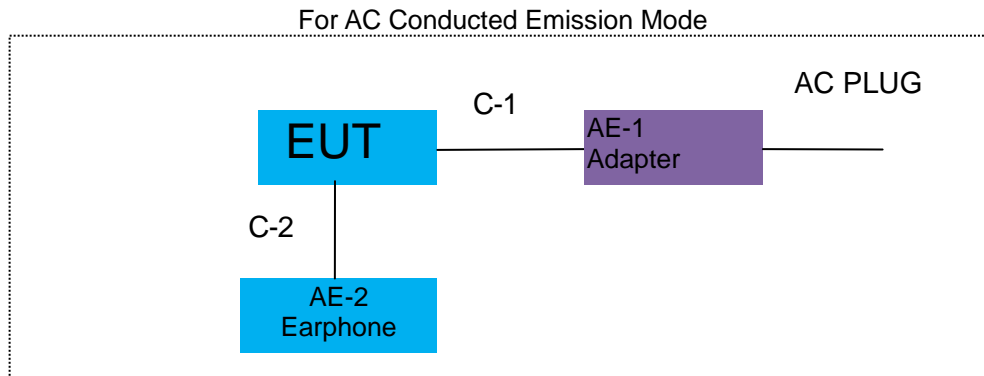 For AC Conducted Emission Mode
AC PLUG
C-1
EUT
AE-1
Adapter
C-2
AE-2
Earphone